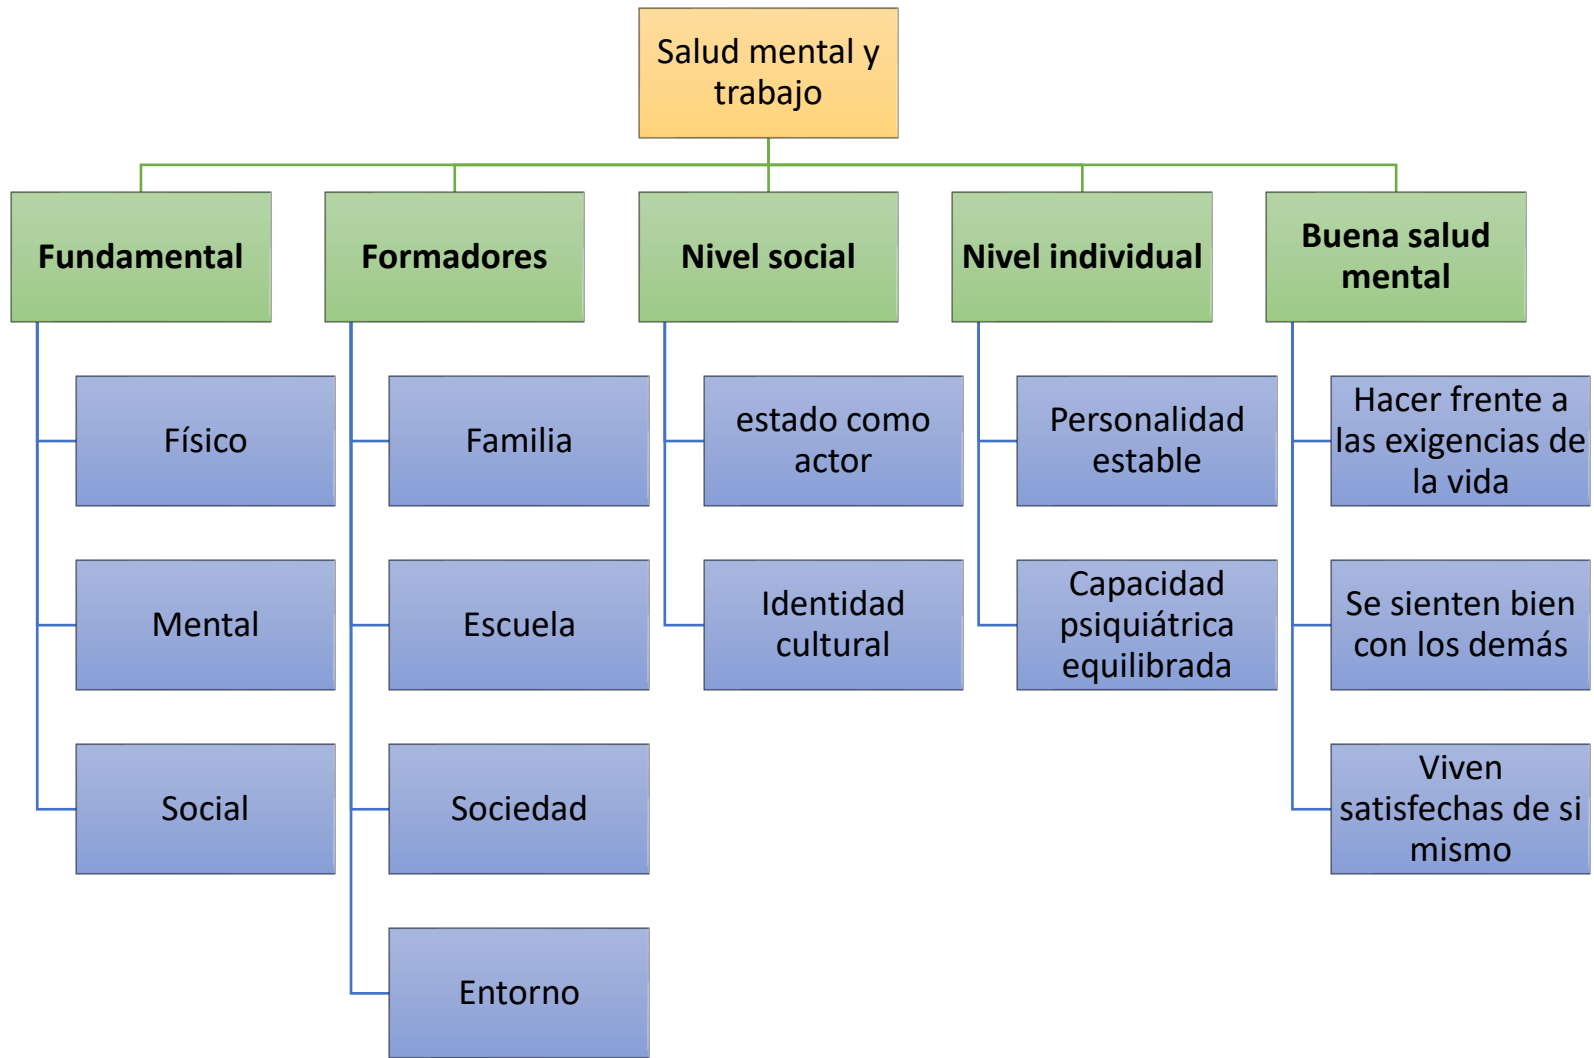 Salud mental y
trabajo
Fundamental
Físico
Mental
Social
Formadores
Familia
Escuela
Sociedad
Entorno
Nivel social
estado como
actor
Identidad
cultural
Nivel individual
Personalidad
estable
Capacidad
psiquiátrica
equilibrada
Buena salud
mental
Hacer frente a
las exigencias de
la vida
Se sienten bien
con los demás
Viven
satisfechas de si
mismo